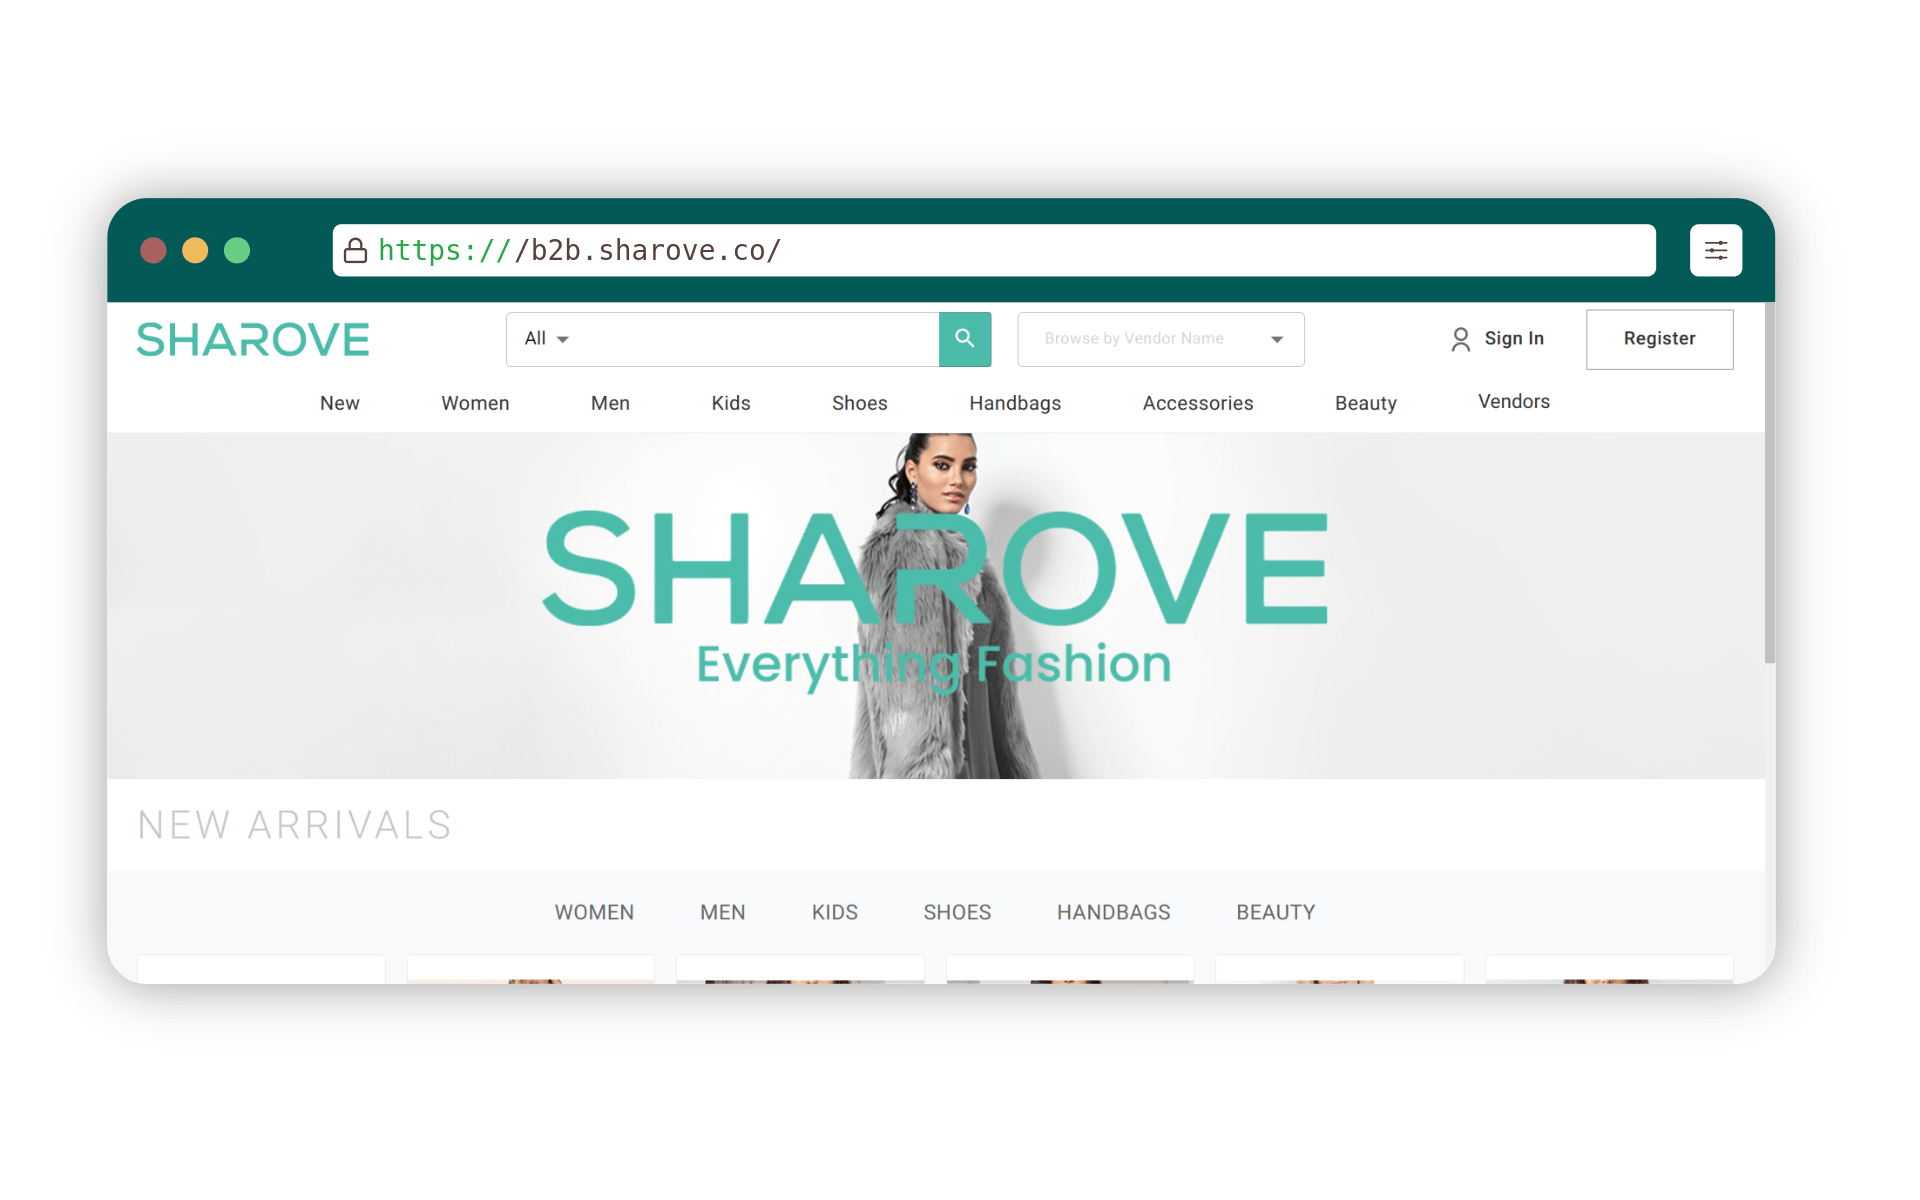 https:///b2b.sharove.co/
SHAROVE
All
Browse by Vendor Name
Sign In
Register
New Women Men Kids Shoes Handbags Accessories Beauty Vendors
SHAROVE
Everything Fashion
NEW ARRIVALS
WOMEN MEN KIDS SHOES HANDBAGS BEAUTY